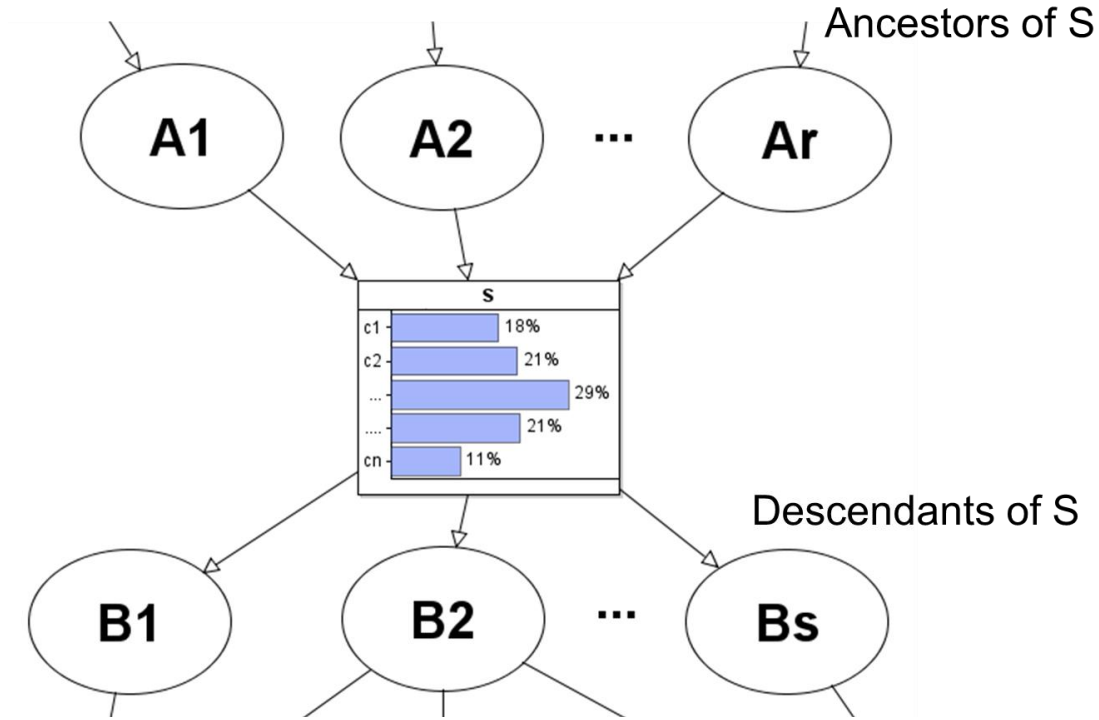 Ancestors of S
A1
A2
...
Ar
S
c1
18%
c2
21%
...
29%
....
21%
cn
11%
Descendants of S
B1
B2
...
Bs